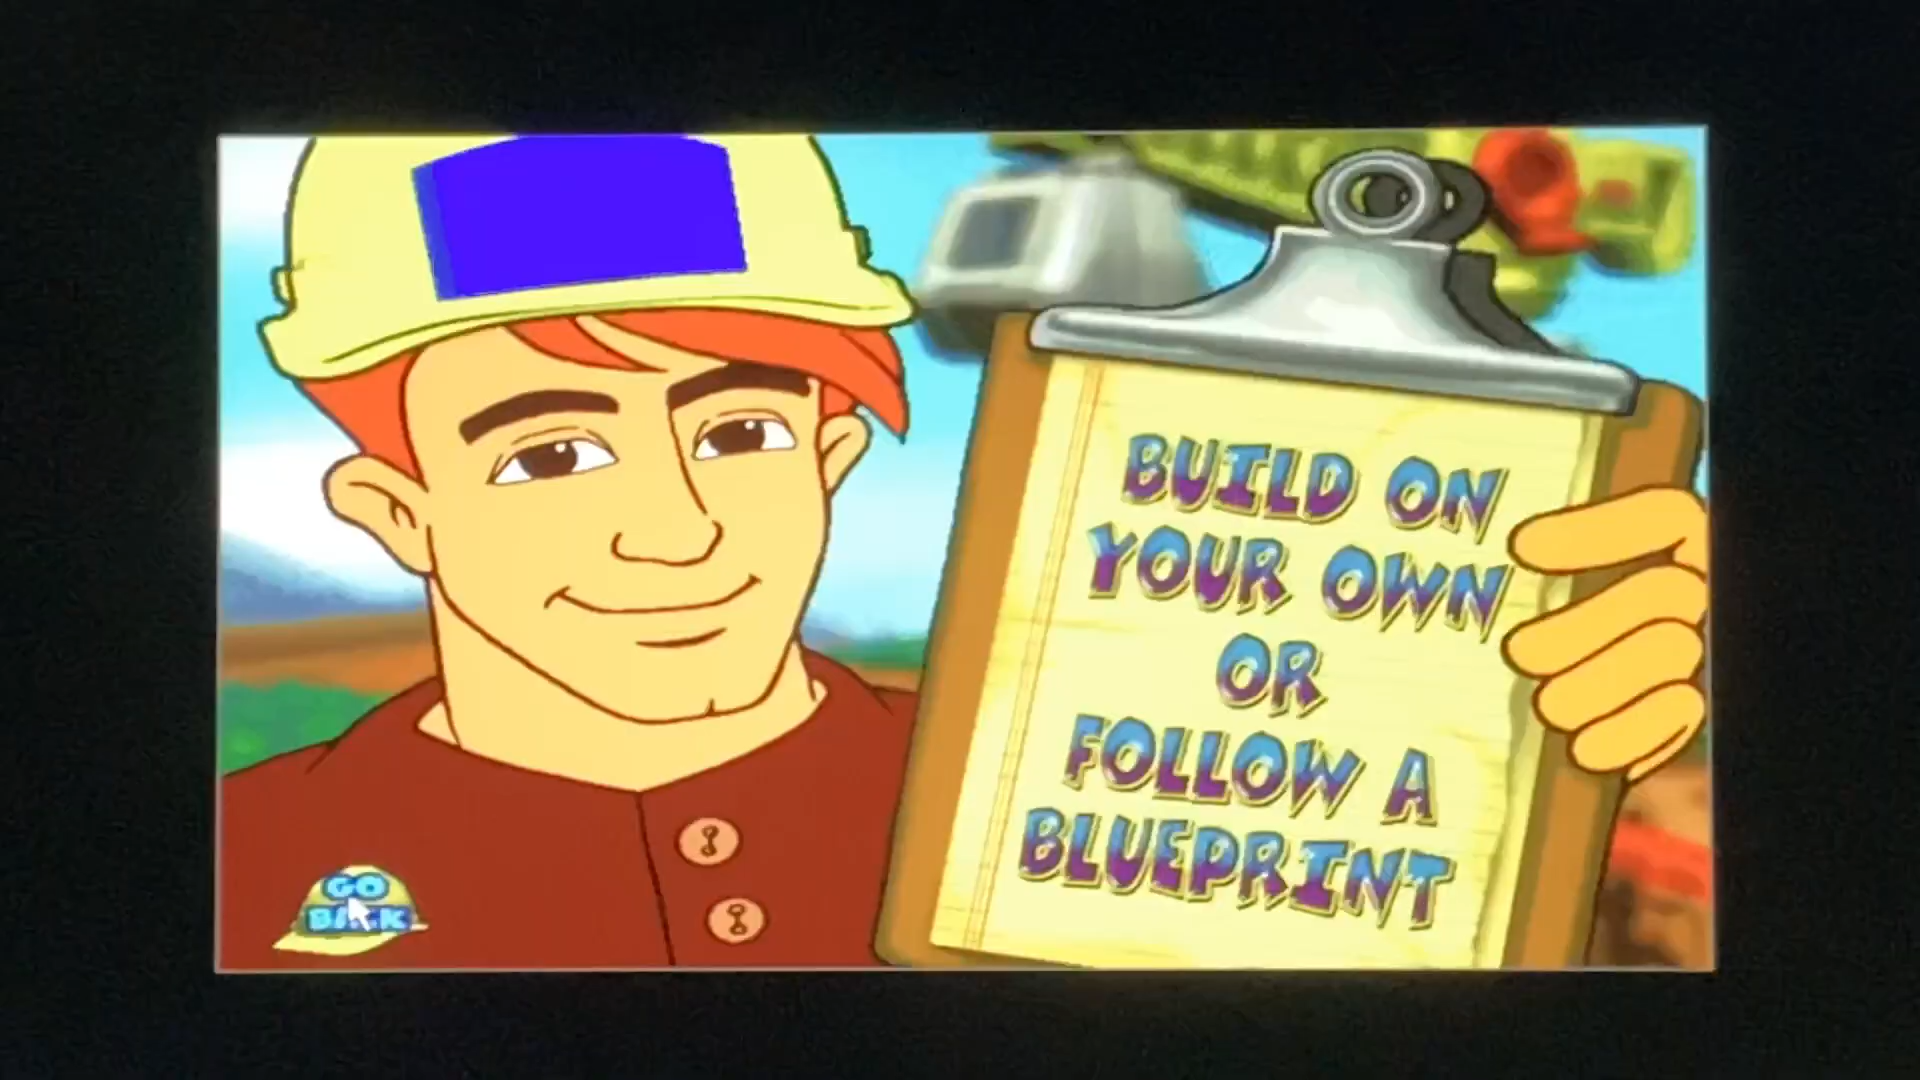 BUILD ON
YOUR OWN
OR
FOLLOW A
BLUEPRINT
GO
BACK